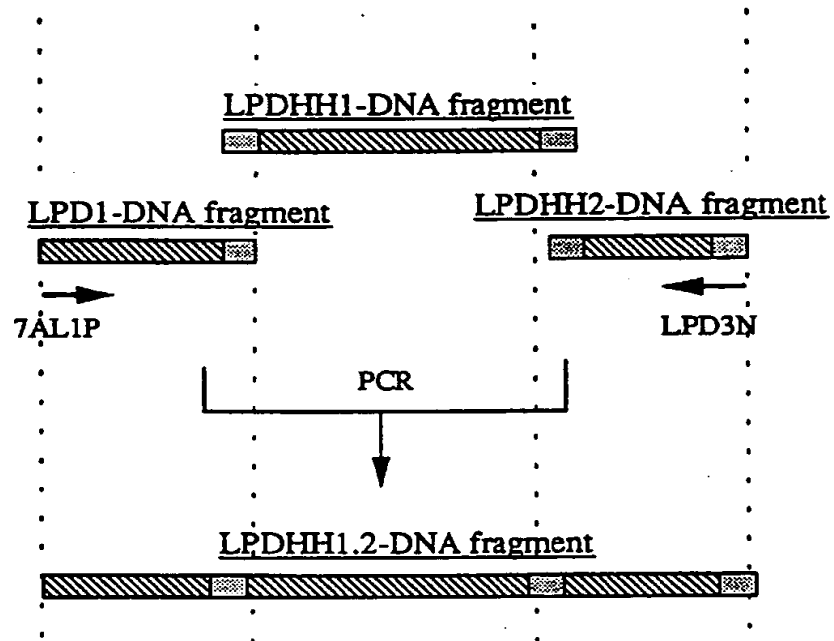 LPDHH1-DNA fragment
LPD1-DNA fragment
LPDHH2-DNA fragment
7AL1P
LPD3N
PCR
LPDHH1.2-DNA fragment